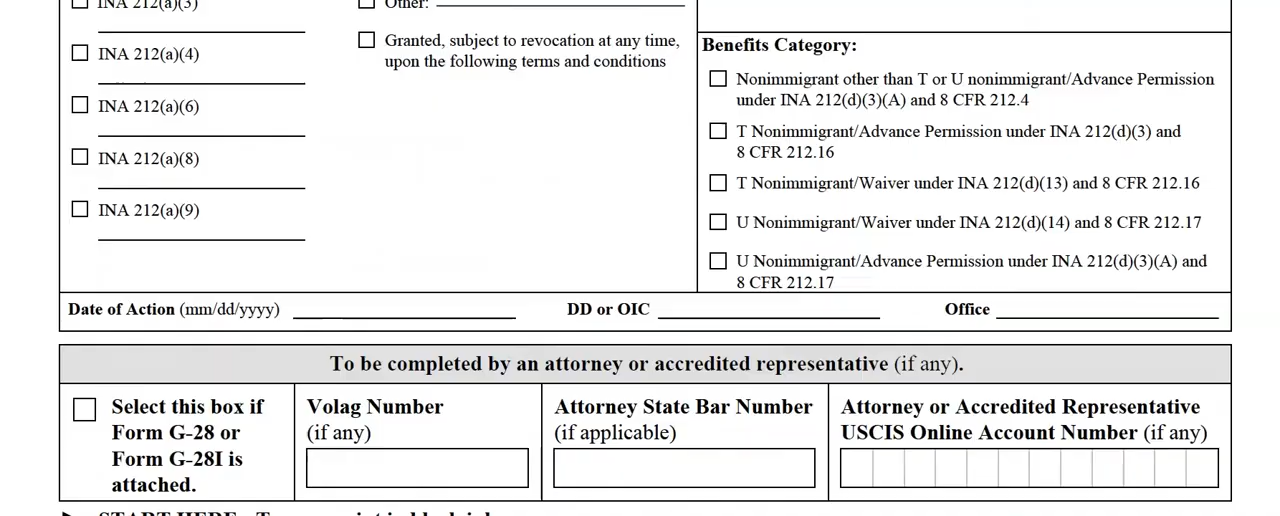 INA 212(a)(3)
INA 212(a)(4)
INA 212(a)(6)
INA 212(a)(8)
INA 212(a)(9)
Other:
Granted, subject to revocation at any time,
upon the following terms and conditions
Benefits Category:
Nonimmigrant other than T or U nonimmigrant/Advance Permission
under INA 212(d)(3)(A) and 8 CFR 212.4
T Nonimmigrant/Advance Permission under INA 212(d)(3) and
8 CFR 212.16
T Nonimmigrant/Waiver under INA 212(d)(13) and 8 CFR 212.16
U Nonimmigrant/Waiver under INA 212(d)(14) and 8 CFR 212.17
U Nonimmigrant/Advance Permission under INA 212(d)(3)(A) and
8 CFR 212.17
Date of Action (mm/dd/yyyy) DD or OIC Office
To be completed by an attorney or accredited representative (if any).
Select this box if
Form G-28 or
Form G-28I is
attached.
Volag Number
(if any)
Attorney State Bar Number
(if applicable)
Attorney or Accredited Representative
USCIS Online Account Number (if any)